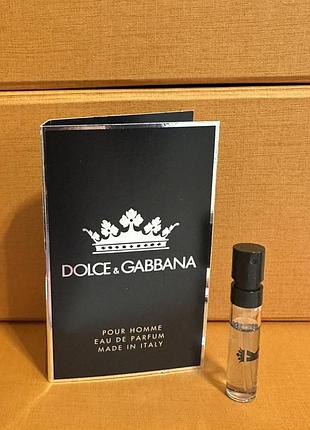 DOLCE & GABBANA
POUR HOMME
EAU DE PARFUM
MADE IN ITALY